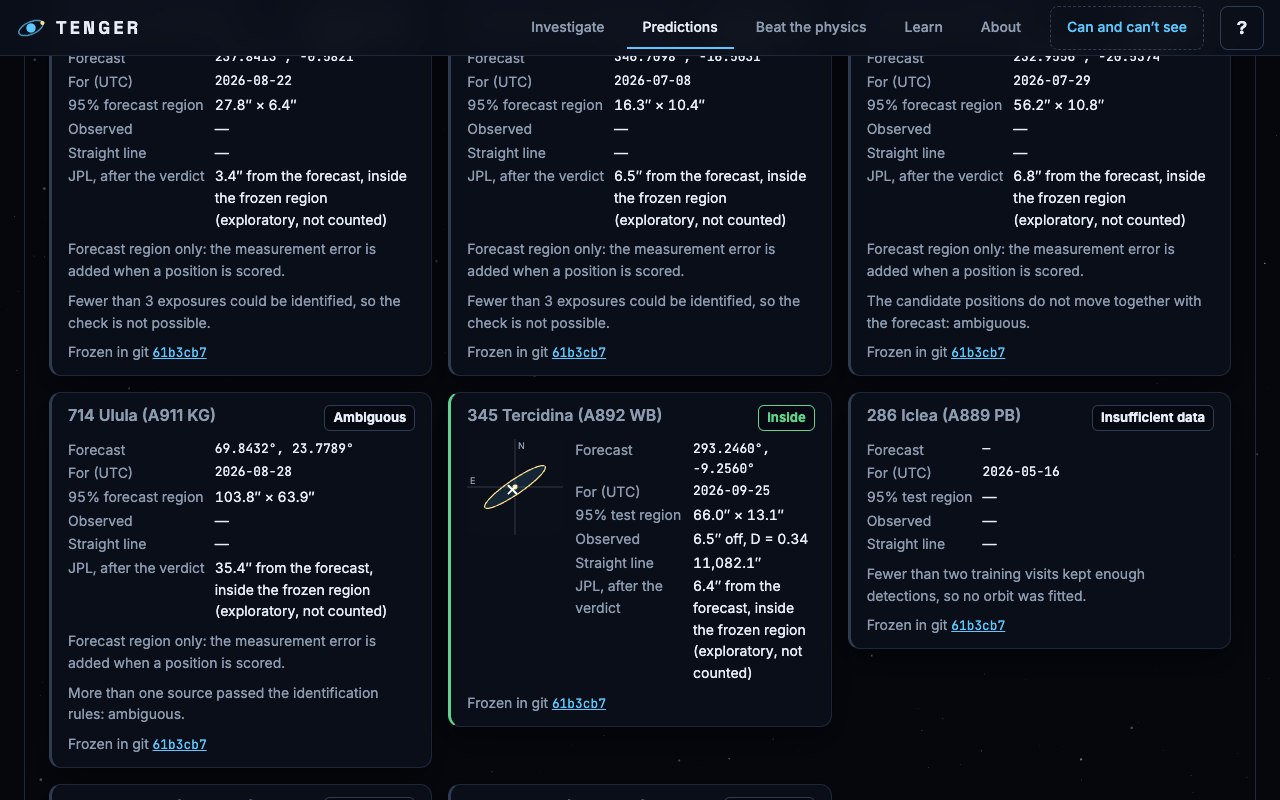 TENGER
Investigate
Predictions
Beat the physics
Learn
About
Can and can't see
?
Forecast
For (UTC) 2026-08-22
95% forecast region 27.8″ × 6.4″
Observed —
Straight line —
JPL, after the verdict 3.4″ from the forecast, inside
the frozen region
(exploratory, not counted)
Forecast region only: the measurement error is
added when a position is scored.
Fewer than 3 exposures could be identified, so the
check is not possible.
Frozen in git 61b3cb7
Forecast
For (UTC) 2026-07-08
95% forecast region 16.3″ × 10.4″
Observed —
Straight line —
JPL, after the verdict 6.5″ from the forecast, inside
the frozen region
(exploratory, not counted)
Forecast region only: the measurement error is
added when a position is scored.
Fewer than 3 exposures could be identified, so the
check is not possible.
Frozen in git 61b3cb7
Forecast
For (UTC) 2026-07-29
95% forecast region 56.2″ × 10.8″
Observed —
Straight line —
JPL, after the verdict 6.8″ from the forecast, inside
the frozen region
(exploratory, not counted)
Forecast region only: the measurement error is
added when a position is scored.
The candidate positions do not move together with
the forecast: ambiguous.
Frozen in git 61b3cb7
714 Ulula (A911 KG) Ambiguous
Forecast 69.8432°, 23.7789°
For (UTC) 2026-08-28
95% forecast region 103.8″ × 63.9″
Observed —
Straight line —
JPL, after the verdict 35.4″ from the forecast,
inside the frozen region
(exploratory, not counted)
Forecast region only: the measurement error is
added when a position is scored.
More than one source passed the identification
rules: ambiguous.
Frozen in git 61b3cb7
345 Tercidina (A892 WB) Inside
N
E
Forecast 293.2460°,
-9.2560°
For (UTC) 2026-09-25
95% test region 66.0″ × 13.1″
Observed 6.5″ off, D = 0.34
Straight line 11,082.1″
JPL, after the
verdict
6.4″ from the
forecast, inside
the frozen region
(exploratory, not
counted)
Frozen in git 61b3cb7
286 Iclea (A889 PB) Insufficient data
Forecast —
For (UTC) 2026-05-16
95% test region —
Observed —
Straight line —
Fewer than two training visits kept enough
detections, so no orbit was fitted.
Frozen in git 61b3cb7